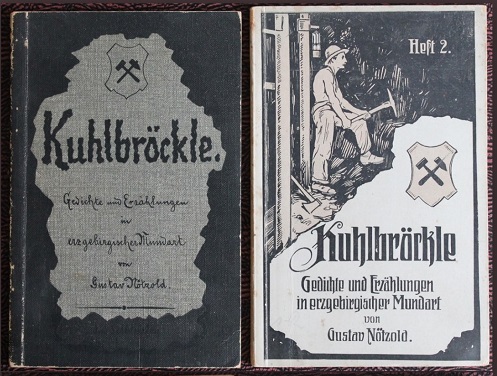 Kuhlbröckle.
Gedichte und Erzählungen
in
erzgebirgischer Mundart
von
Gustav Nötzold.
Heft 2.
Kuhlbröckle
Gedichte und Erzählungen
in erzgebirgischer Mundart
von
Gustav Nötzold.